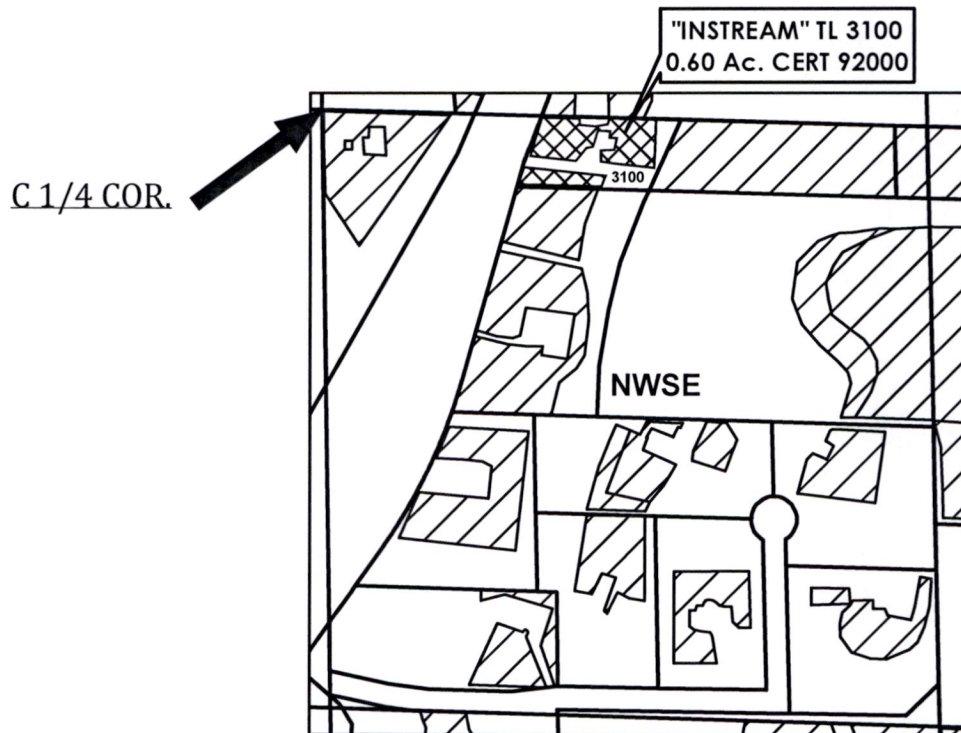 "INSTREAM" TL 3100
0.60 Ac. CERT 92000
C 1/4 COR.
3100
NWSE